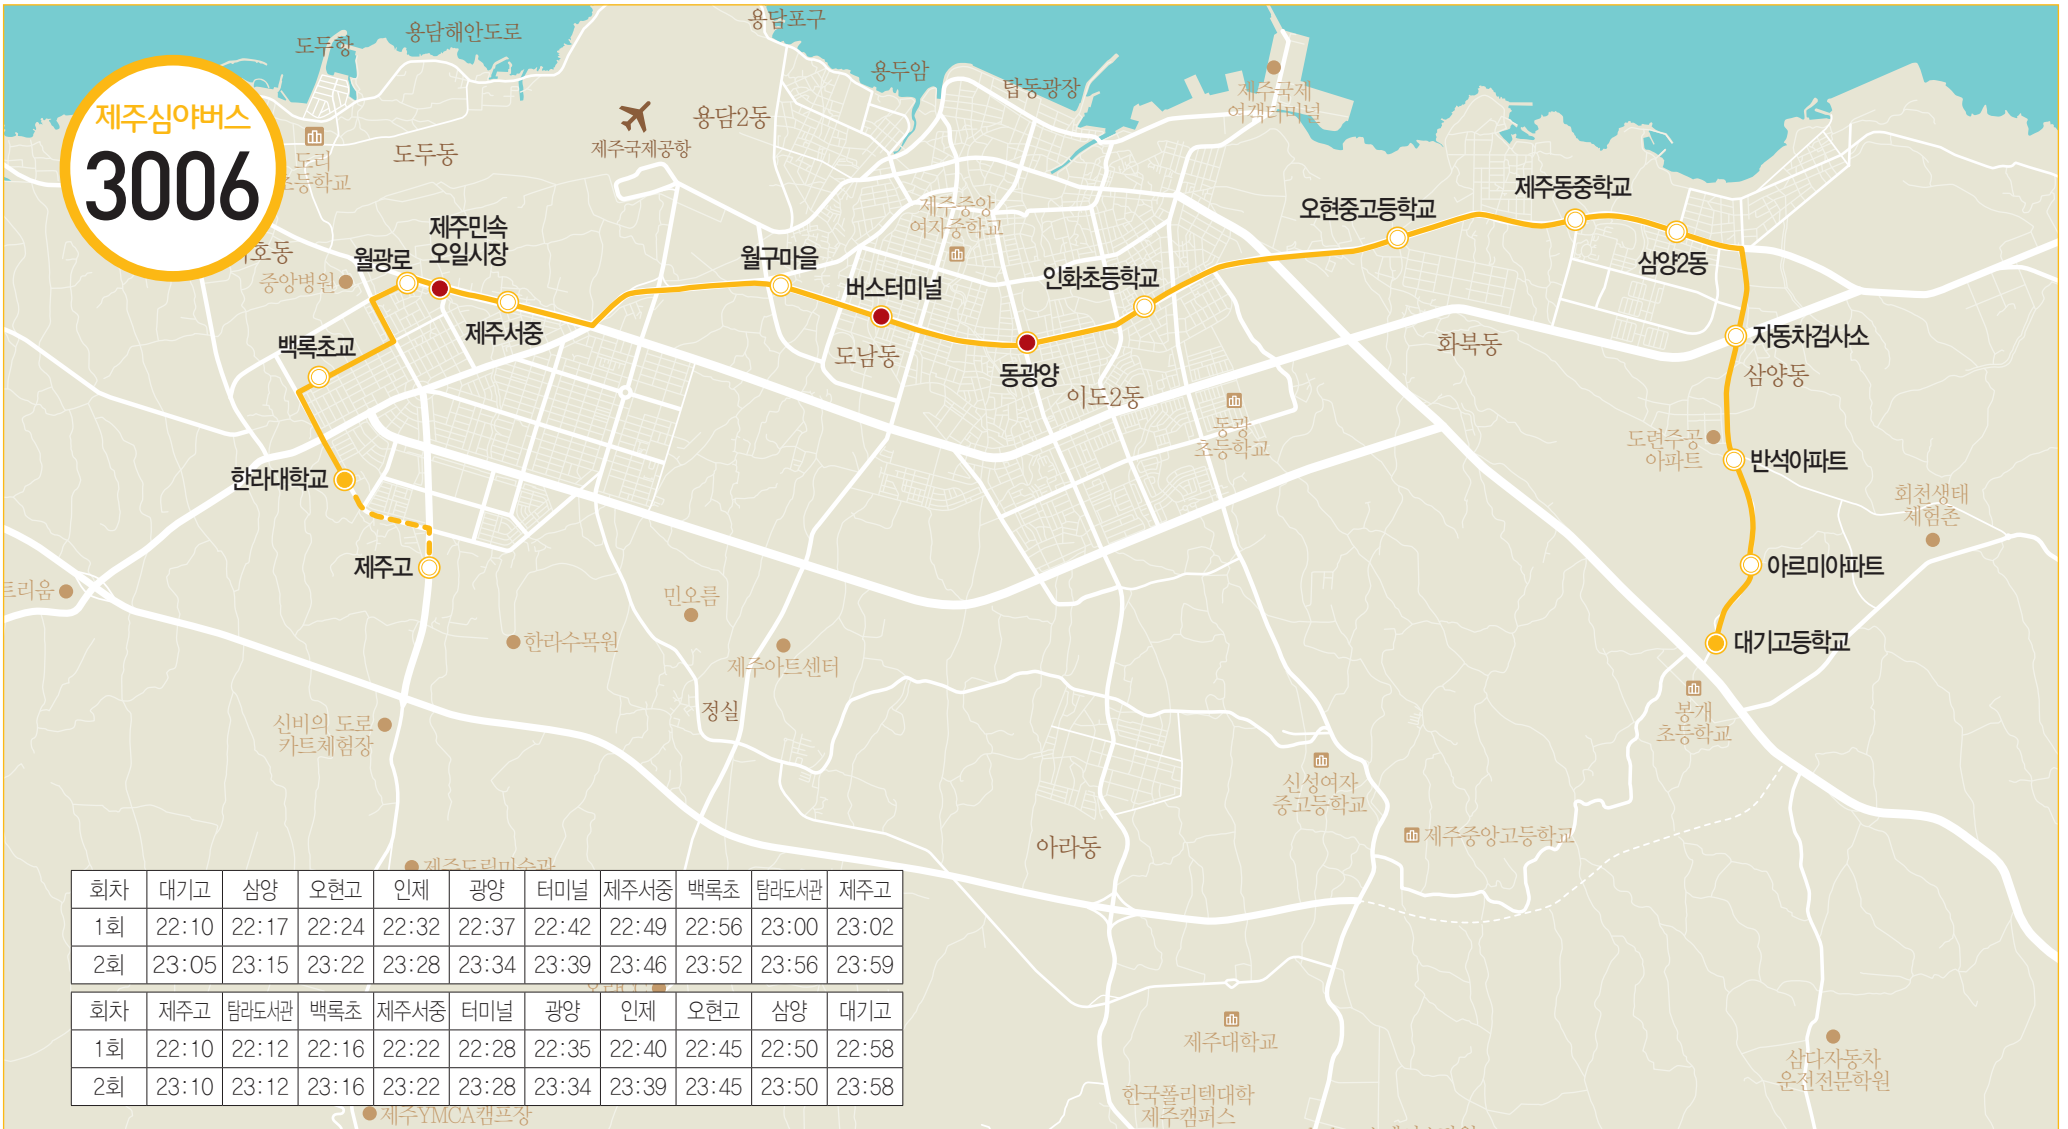 용담포구
용담해안도로
도두항
용두암
탑동광장
제주국제
여객터미널
제주심야버스
3006
용담2동
제주국제공항
도두동
도리
초등학교
제주중앙
여자중학교
제주동중학교
오현중고등학교
삼양2동
제주민속
오일시장
월광로
호동
중앙병원
월구마을
버스터미널
인화초등학교
제주서중
백록초교
도남동
동광양
이도2동
화북동
자동차검사소
삼양동
동광
초등학교
도련주공
아파트
반석아파트
한라대학교
회천생태
체험촌
제주고
아르미아파트
트리움
민오름
한라수목원
제주아트센터
대기고등학교
정실
신비의 도로
카트체험장
봉개
초등학교
신성여자
중고등학교
제주중앙고등학교
아라동
제주도립미술관
회차 대기고 삼양 오현고 인제 광양 터미널 제주서중 백록초 탐라도서관 제주고
1회 22:10 22:17 22:24 22:32 22:37 22:42 22:49 22:56 23:00 23:02
2회 23:05 23:15 23:22 23:28 23:34 23:39 23:46 23:52 23:56 23:59
회차 제주고 탐라도서관 백록초 제주서중 터미널 광양 인제 오현고 삼양 대기고
1회 22:10 22:12 22:16 22:22 22:28 22:35 22:40 22:45 22:50 22:58
2회 23:10 23:12 23:16 23:22 23:28 23:34 23:39 23:45 23:50 23:58
제주대학교
삼다자동차
운전전문학원
한국폴리텍대학
제주캠퍼스
제주YMCA캠프장